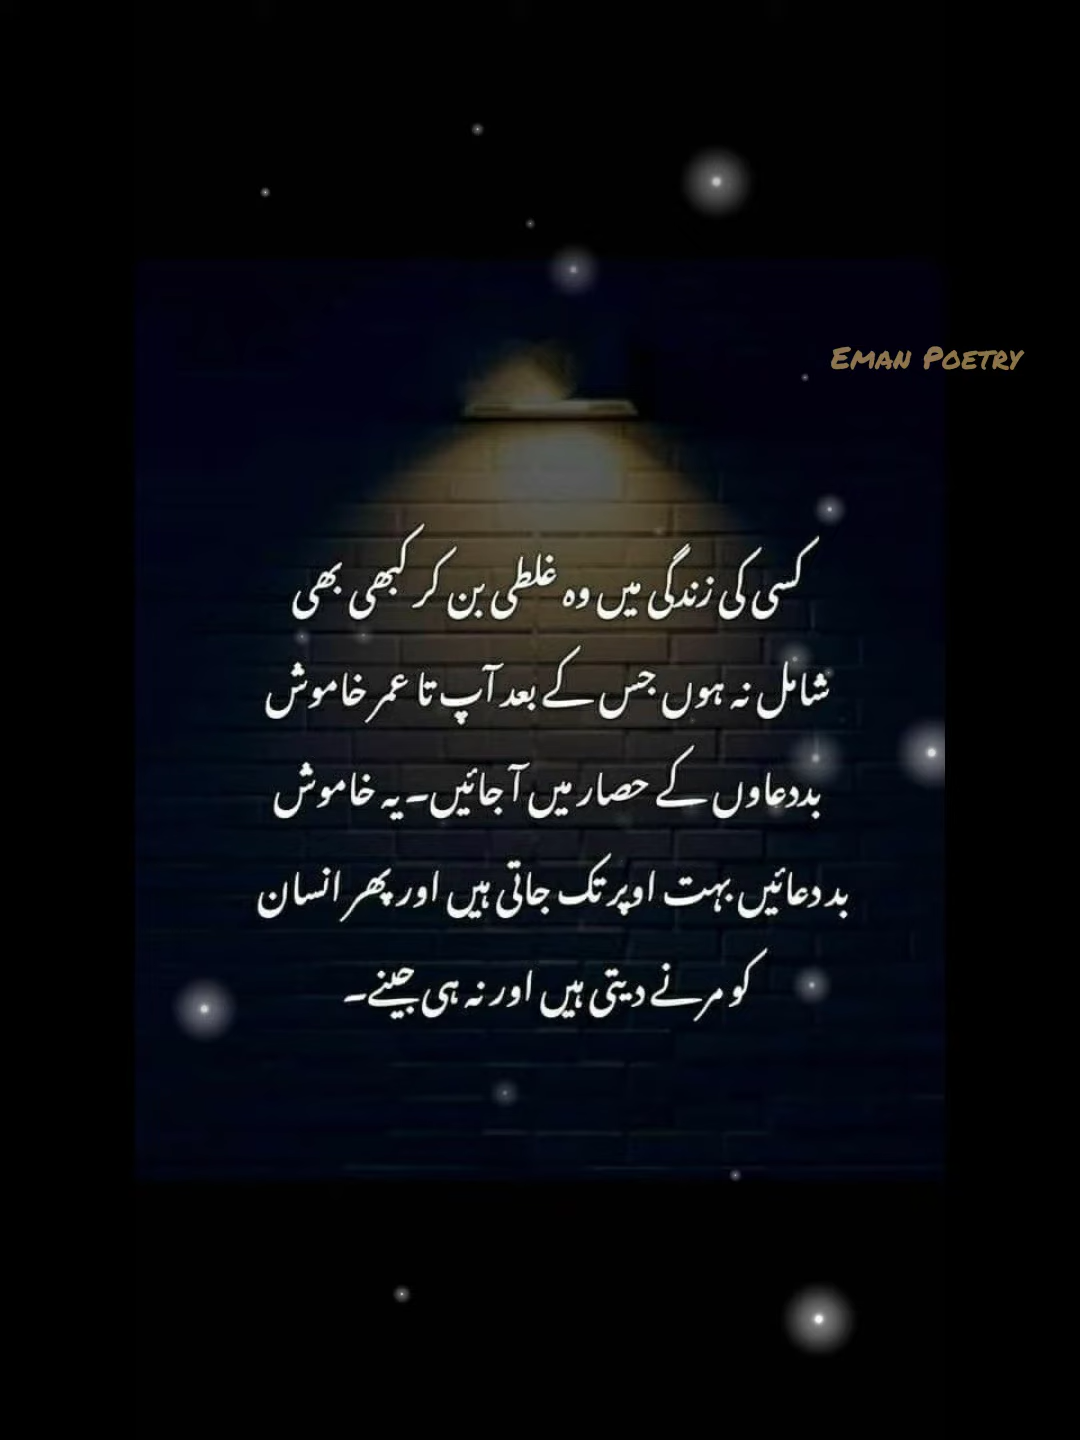 Eman Poetry
کسی کی زندگی میں وہ غلطی بن کر کبھی بھی
شامل نہ ہوں جس کے بعد آپ تا عمر خاموش
بددعاوں کے حصار میں آ جائیں۔ یہ خاموش
بددعائیں بہت اوپر تک جاتی ہیں اور پھر انسان
کو مرنے دیتی ہیں اور نہ ہی جینے۔